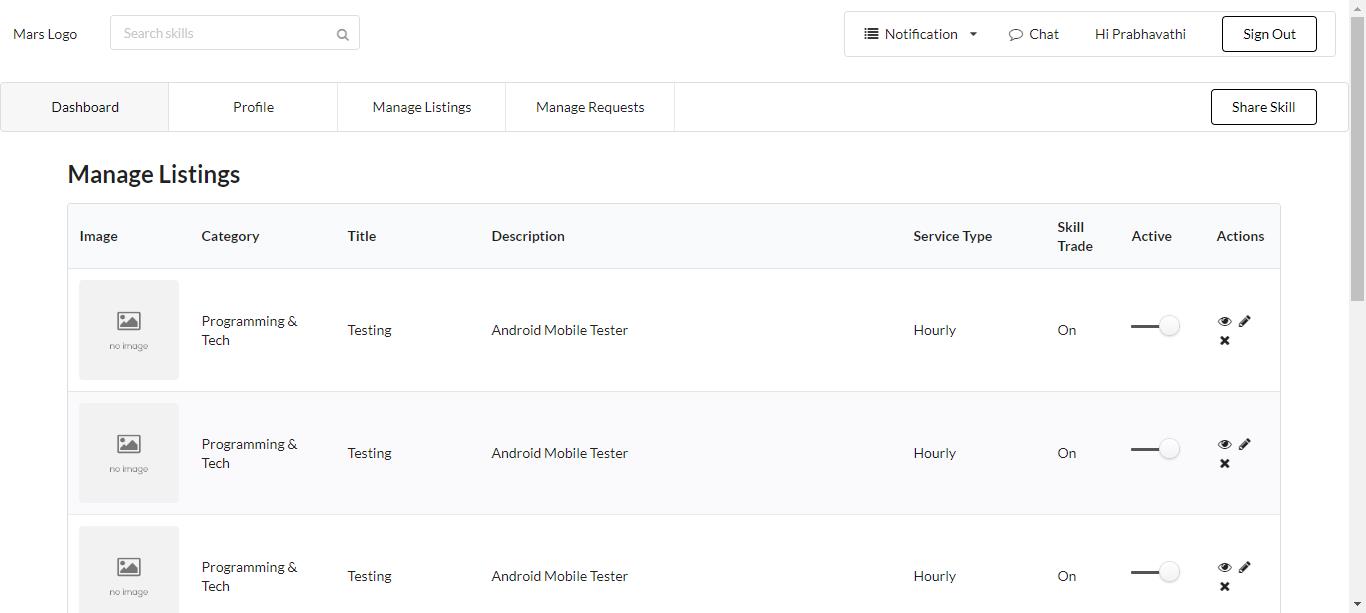 Mars Logo
Search skills
Notification
Chat
Hi Prabhavathi
Sign Out
Dashboard
Profile
Manage Listings
Manage Requests
Share Skill
Manage Listings
Image
Category
Title
Description
Service Type
Skill
Trade
Active
Actions
no image
Programming &
Tech
Testing
Android Mobile Tester
Hourly
On
no image
Programming &
Tech
Testing
Android Mobile Tester
Hourly
On
no image
Programming &
Tech
Testing
Android Mobile Tester
Hourly
On